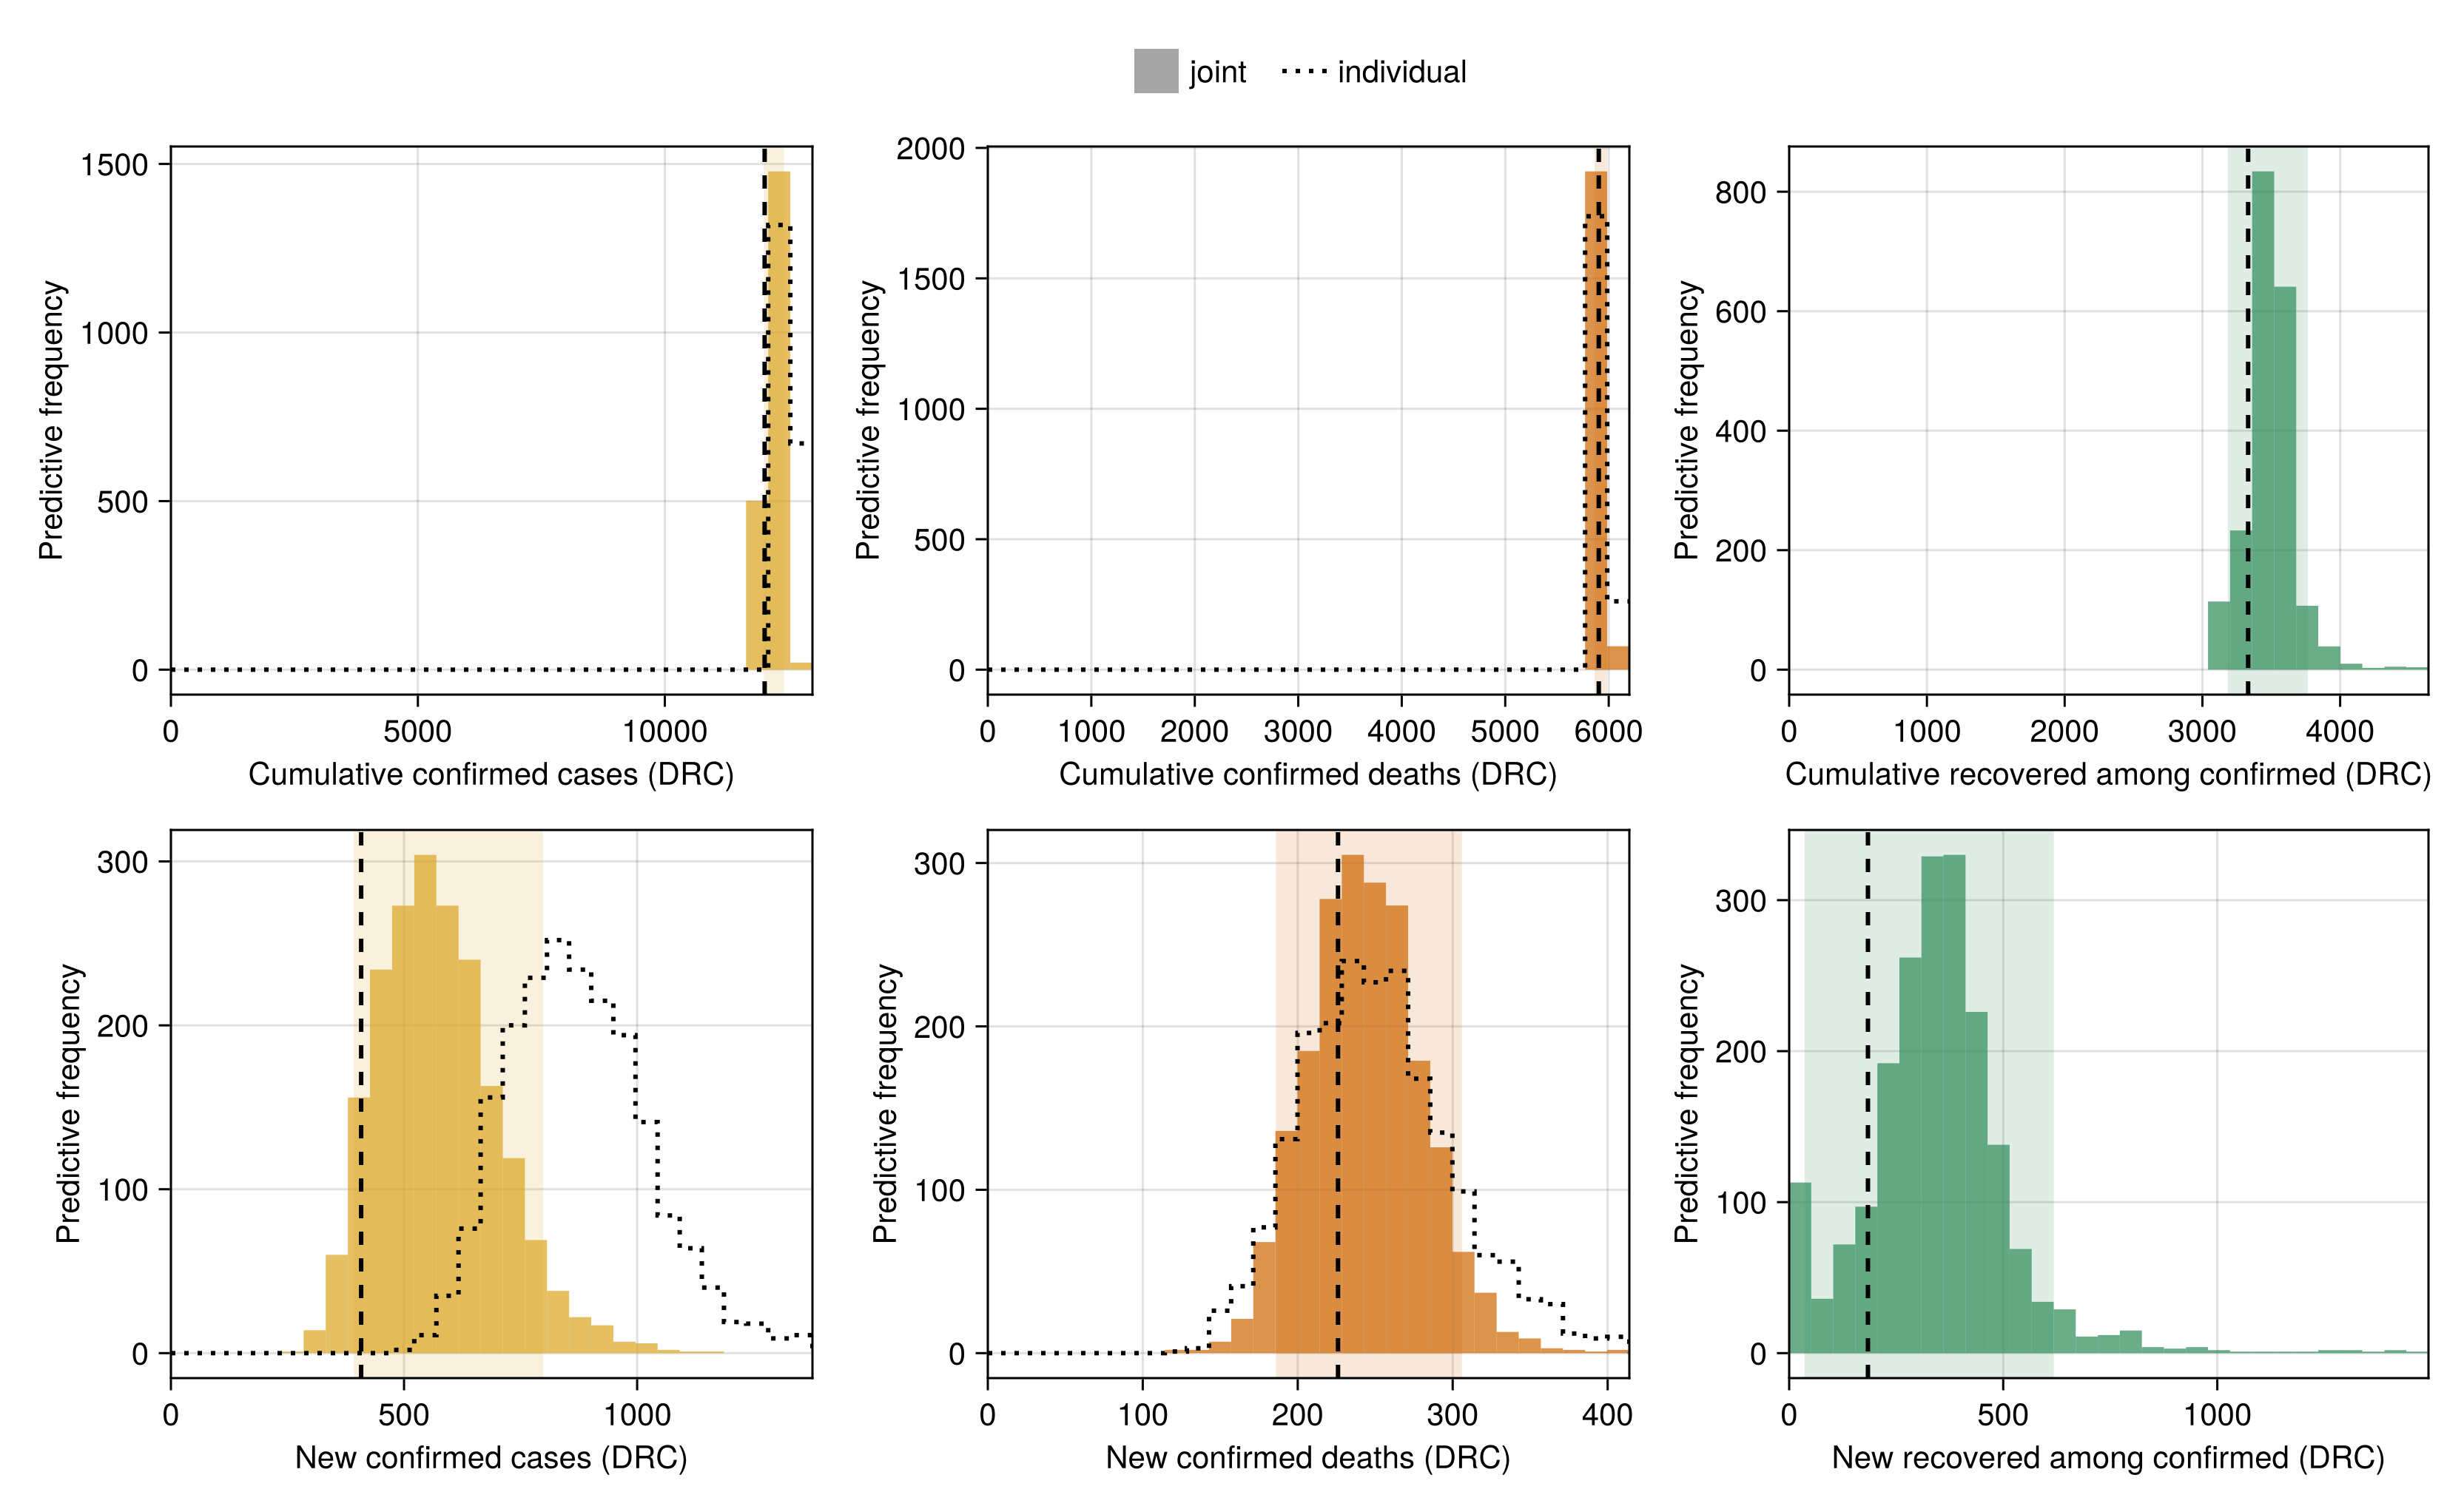 joint individual
Predictive frequency
0 500 1000 1500
0 5000 10000
Cumulative confirmed cases (DRC)
Predictive frequency
0 500 1000 1500 2000
0 1000 2000 3000 4000 5000 6000
Cumulative confirmed deaths (DRC)
Predictive frequency
0 200 400 600 800
0 1000 2000 3000 4000
Cumulative recovered among confirmed (DRC)
Predictive frequency
0 100 200 300
0 500 1000
New confirmed cases (DRC)
Predictive frequency
0 100 200 300
0 100 200 300 400
New confirmed deaths (DRC)
Predictive frequency
0 100 200 300
0 500 1000
New recovered among confirmed (DRC)